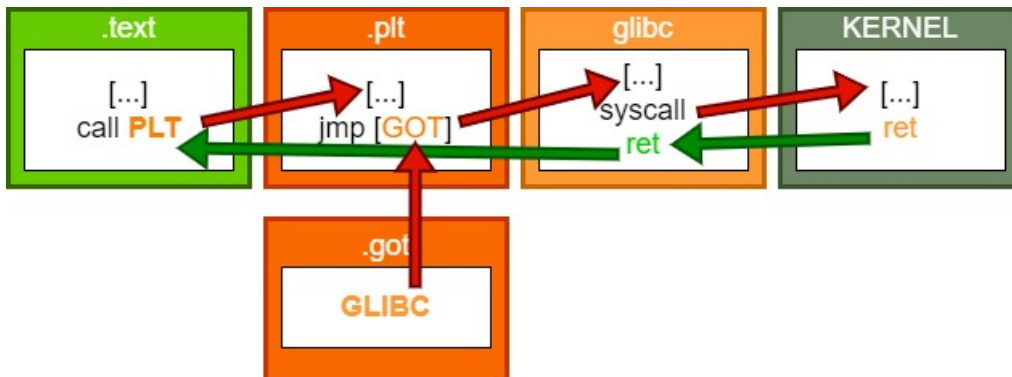 .text
[...]
call PLT
.plt
[...]
jmp [GOT]
glibc
[...]
syscall
ret
KERNEL
[...]
ret
.got
GLIBC